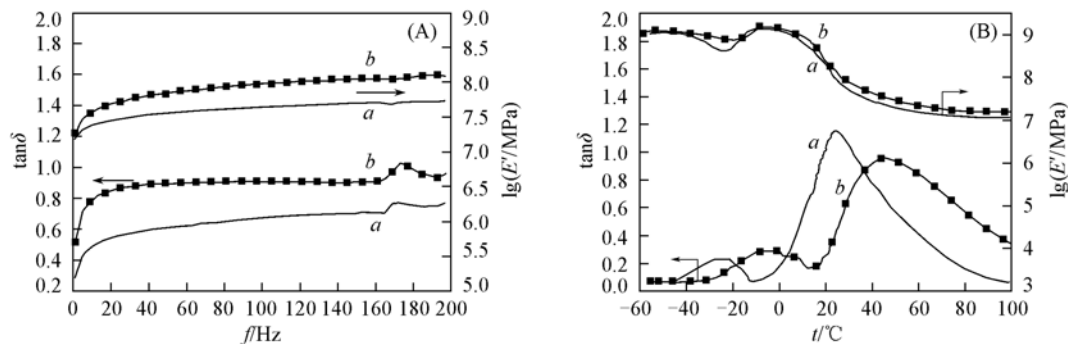 2.0
1.8
1.6
1.4
1.2
1.0
0.8
0.6
0.4
0.2
tanδ
(A)
b
a
b
a
9.0
8.5
8.0
7.5
7.0
6.5
6.0
5.5
5.0
lg(E′/MPa)
0 20 40 60 80 100 120 140 160 180 200
f/Hz
2.0
1.8
1.6
1.4
1.2
1.0
0.8
0.6
0.4
0.2
0.0
tanδ
(B)
b
a
a
b
9
8
7
6
5
4
3
lg(E′/MPa)
−60 −40 −20 0 20 40 60 80 100
t/℃